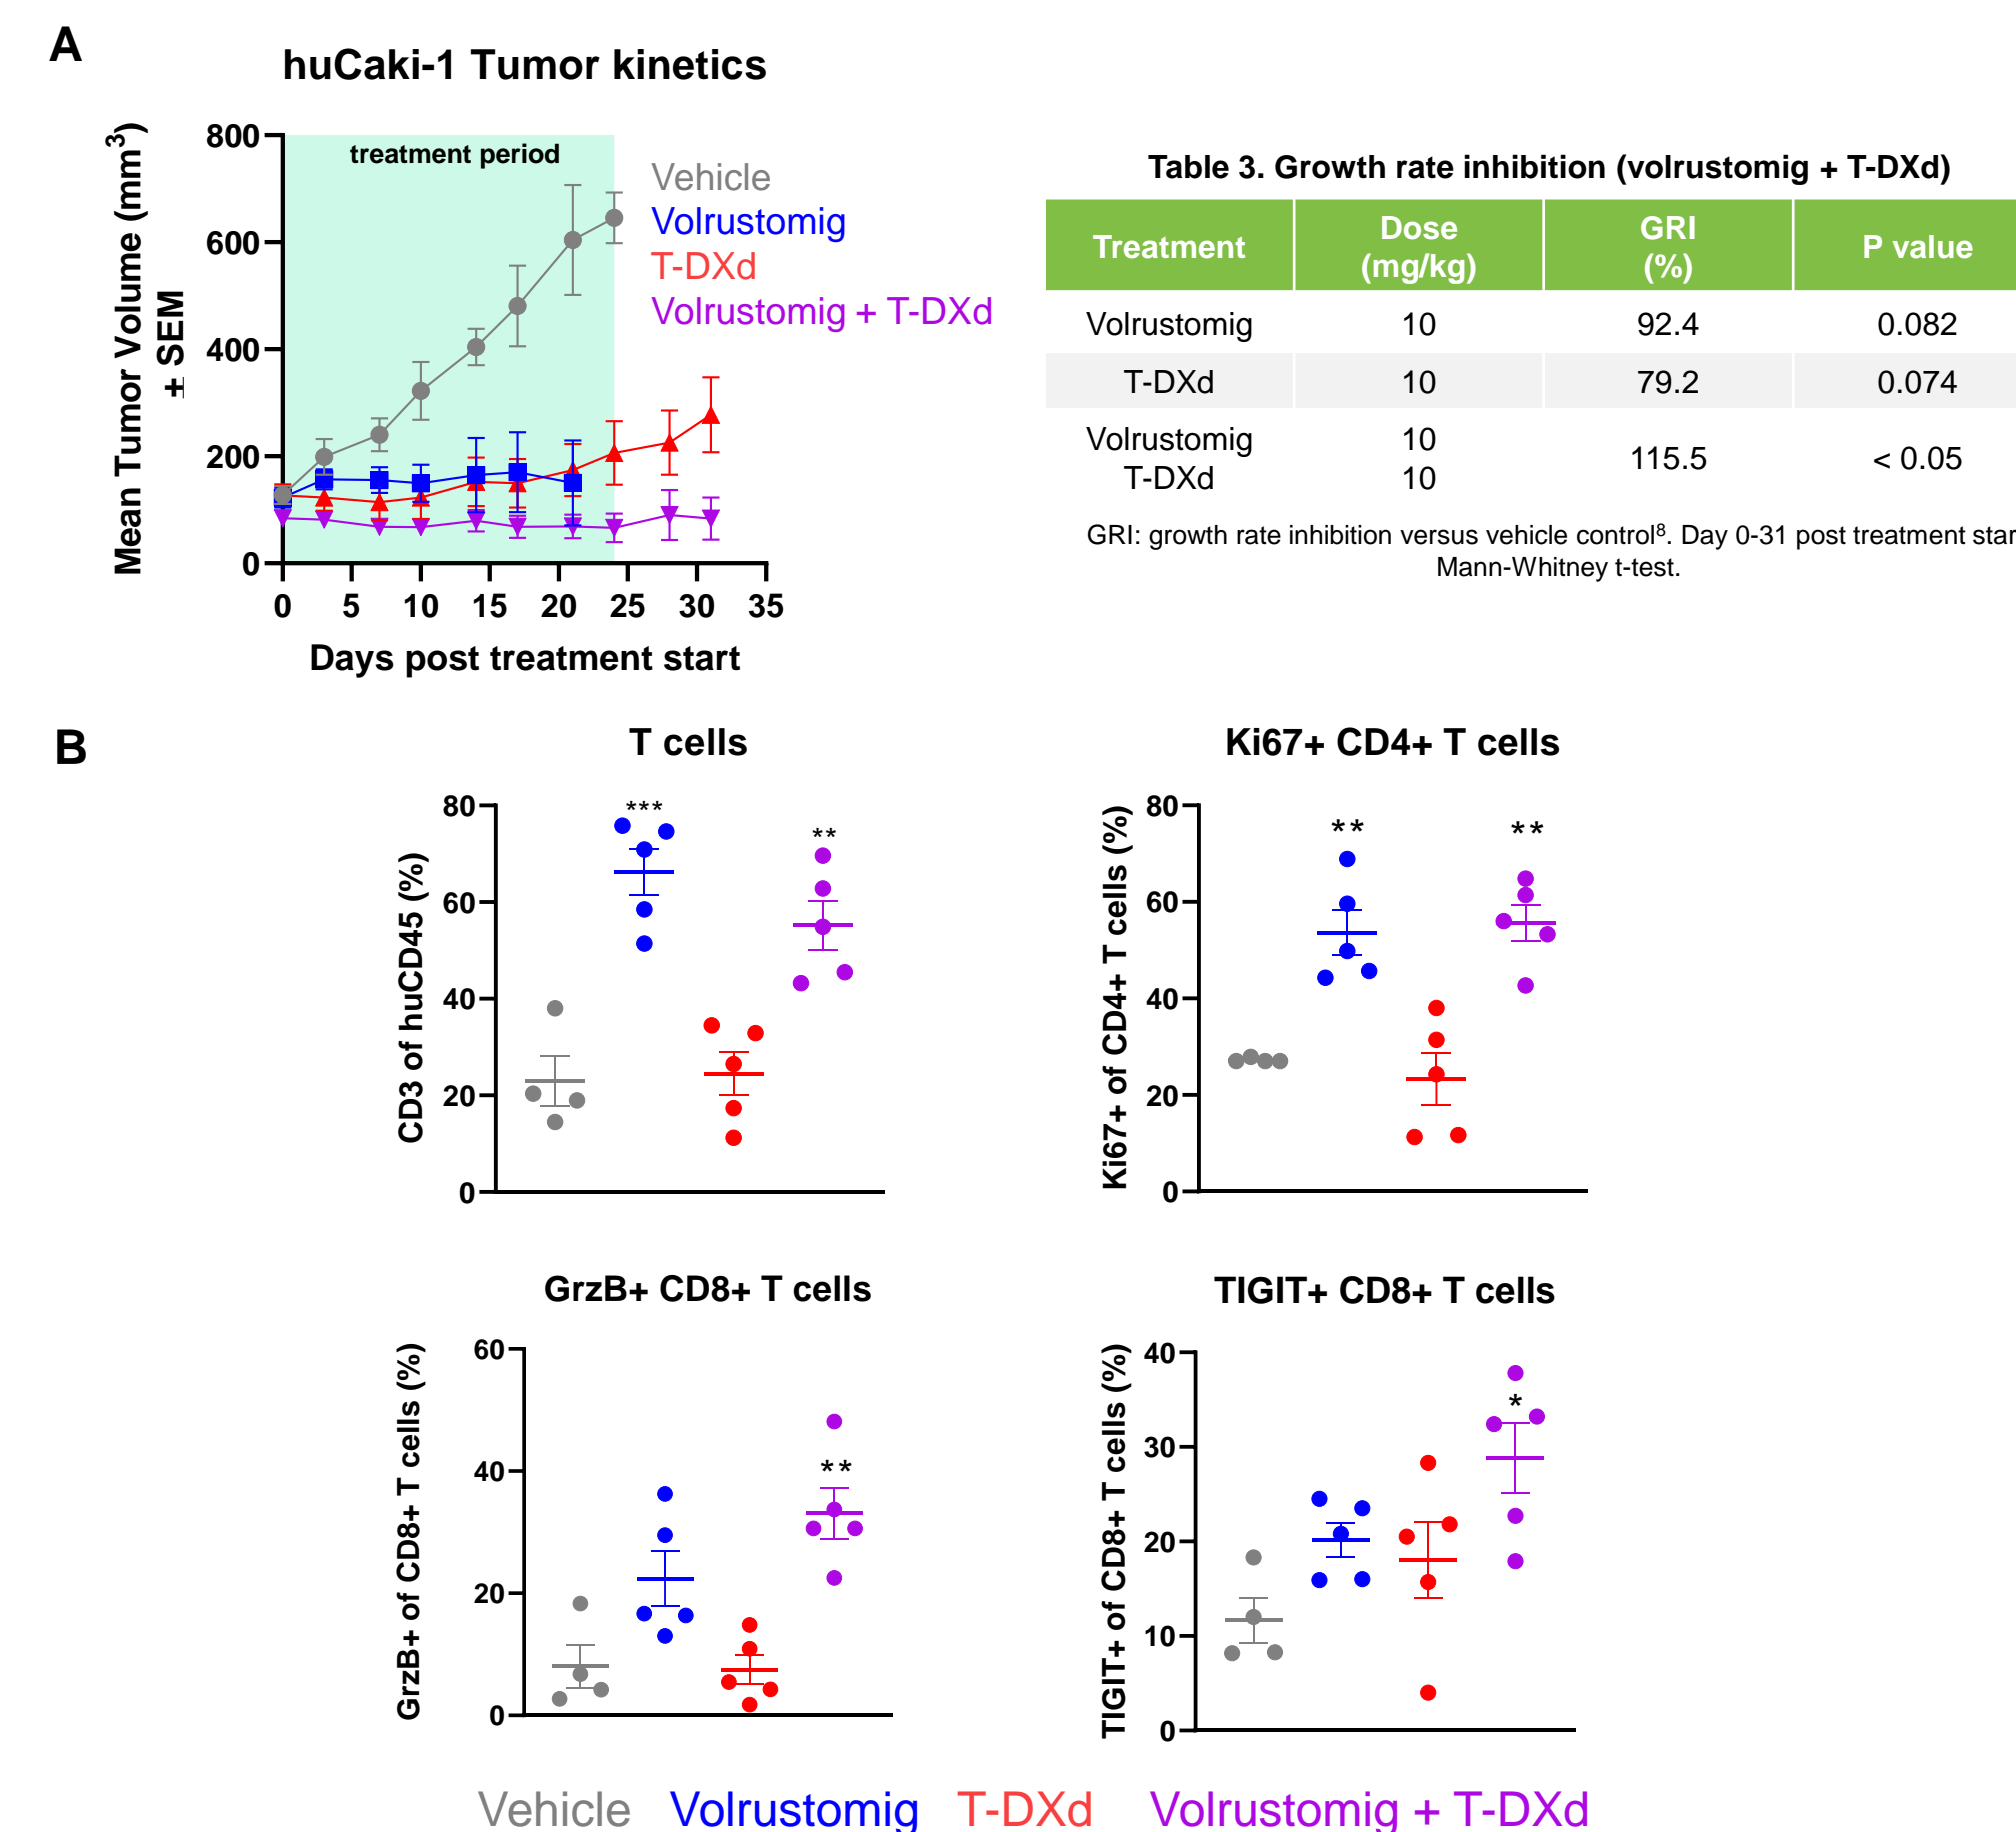 A
huCaki-1 Tumor kinetics
Mean Tumor Volume (mm³)
± SEM
800
600
400
200
0
treatment period
Vehicle
Volrustomig
T-DXd
Volrustomig + T-DXd
0 5 10 15 20 25 30 35
Days post treatment start
Table 3. Growth rate inhibition (volrustomig + T-DXd)
Treatment Dose (mg/kg) GRI (%) P value
Volrustomig 10 92.4 0.082
T-DXd 10 79.2 0.074
Volrustomig 10
T-DXd 10
115.5 < 0.05
GRI: growth rate inhibition versus vehicle control⁸. Day 0-31 post treatment star
Mann-Whitney t-test.
B
T cells
CD3 of huCD45 (%)
80
60
40
20
0
***
**
Ki67+ CD4+ T cells
Ki67+ of CD4+ T cells (%)
80
60
40
20
0
**
**
GrzB+ CD8+ T cells
GrzB+ of CD8+ T cells (%)
60
40
20
0
**
TIGIT+ CD8+ T cells
TIGIT+ of CD8+ T cells (%)
40
30
20
10
0
*
Vehicle Volrustomig T-DXd Volrustomig + T-DXd